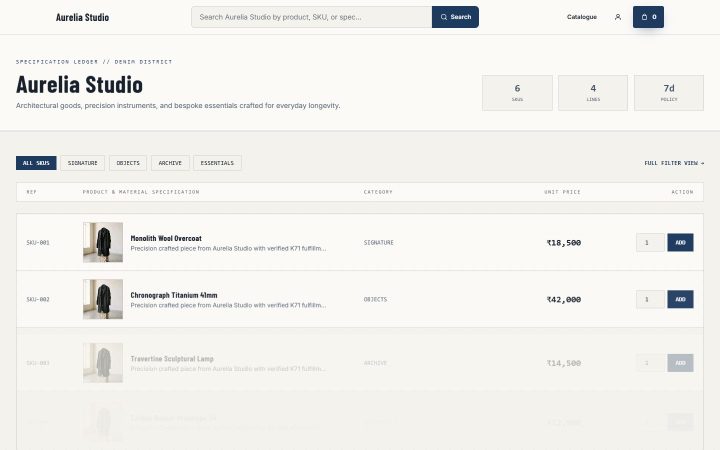 Aurelia Studio
Search Aurelia Studio by product, SKU, or spec...
Search
Catalogue
0
SPECIFICATION LEDGER // DENIM DISTRICT
Aurelia Studio
Architectural goods, precision instruments, and bespoke essentials crafted for everyday longevity.
6
SKUS
4
LINES
7d
POLICY
ALL SKUS
SIGNATURE
OBJECTS
ARCHIVE
ESSENTIALS
FULL FILTER VIEW →
REF
PRODUCT & MATERIAL SPECIFICATION
CATEGORY
UNIT PRICE
ACTION
SKU-001
Monolith Wool Overcoat
Precision crafted piece from Aurelia Studio with verified K71 fulfillm...
SIGNATURE
₹18,500
1
ADD
SKU-002
Chronograph Titanium 41mm
Precision crafted piece from Aurelia Studio with verified K71 fulfillm...
OBJECTS
₹42,000
1
ADD
SKU-003
Travertine Sculptural Lamp
Precision crafted piece from Aurelia Studio with verified K71 fulfillm...
ARCHIVE
₹14,500
1
ADD